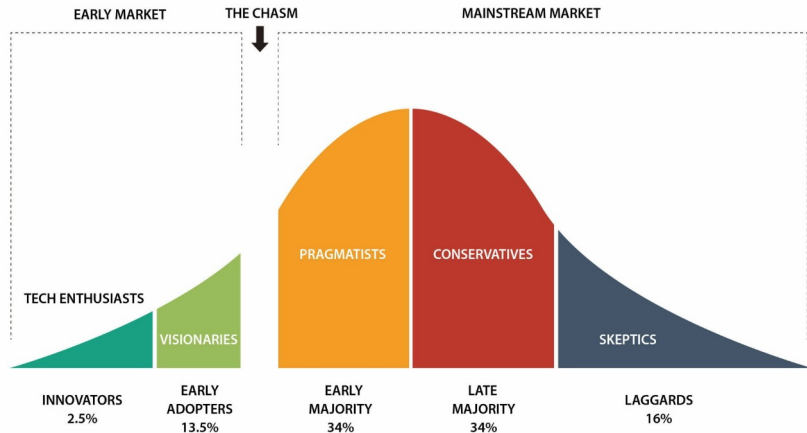 EARLY MARKET
THE CHASM
MAINSTREAM MARKET
PRAGMATISTS
CONSERVATIVES
TECH ENTHUSIASTS
VISIONARIES
SKEPTICS
INNOVATORS
2.5%
EARLY
ADOPTERS
13.5%
EARLY
MAJORITY
34%
LATE
MAJORITY
34%
LAGGARDS
16%